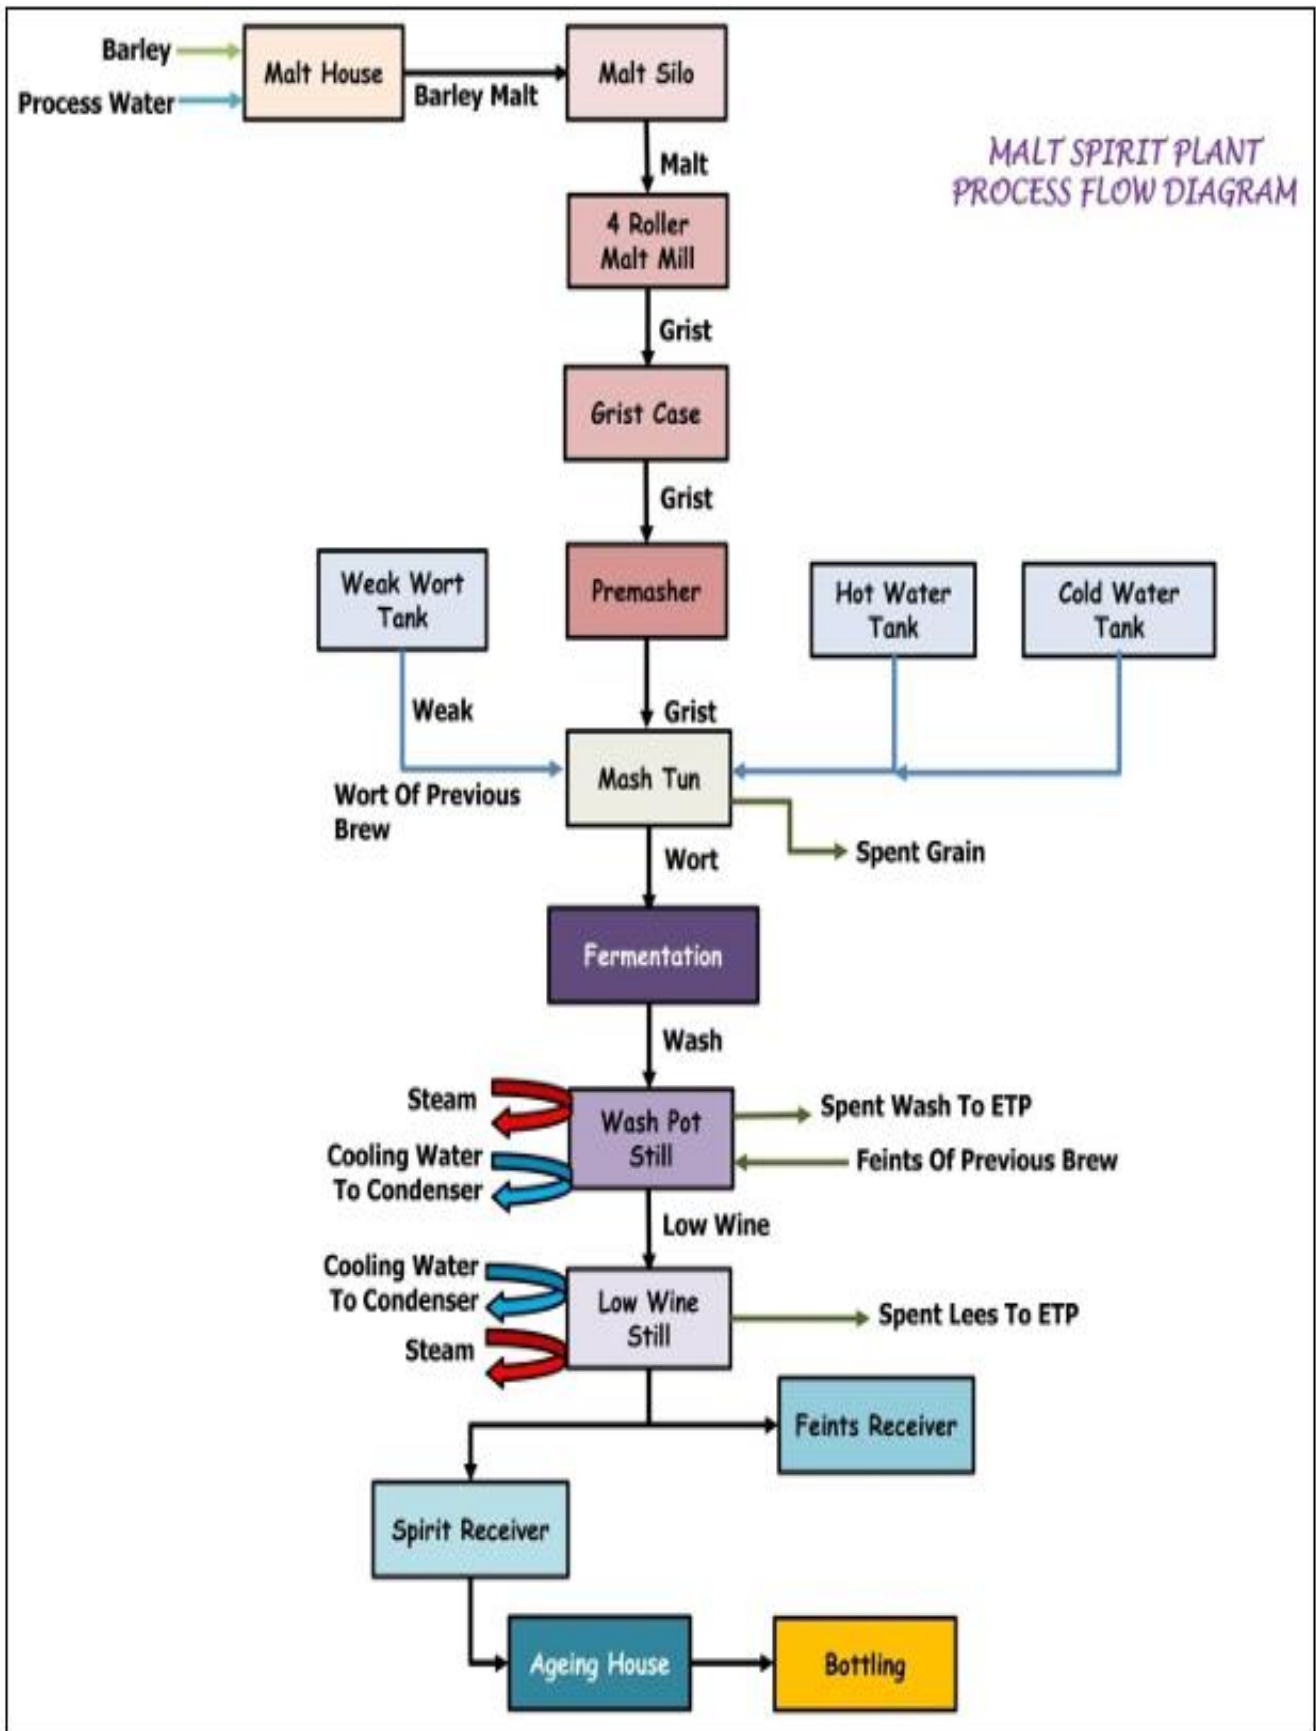 Barley
Process Water
Malt House
Barley Malt
Malt Silo
MALT SPIRIT PLANT
PROCESS FLOW DIAGRAM
Malt
4 Roller
Malt Mill
Grist
Grist Case
Grist
Weak Wort
Tank
Premasher
Hot Water
Tank
Cold Water
Tank
Weak
Grist
Wort Of Previous
Brew
Mash Tun
Spent Grain
Wort
Fermentation
Wash
Steam
Cooling Water
To Condenser
Wash Pot
Still
Spent Wash To ETP
Feints Of Previous Brew
Low Wine
Cooling Water
To Condenser
Steam
Low Wine
Still
Spent Lees To ETP
Feints Receiver
Spirit Receiver
Ageing House
Bottling